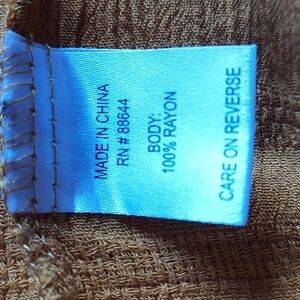 MADE IN CHINA
RN # 88644
BODY:
100% RAYON
CARE ON REVERSE